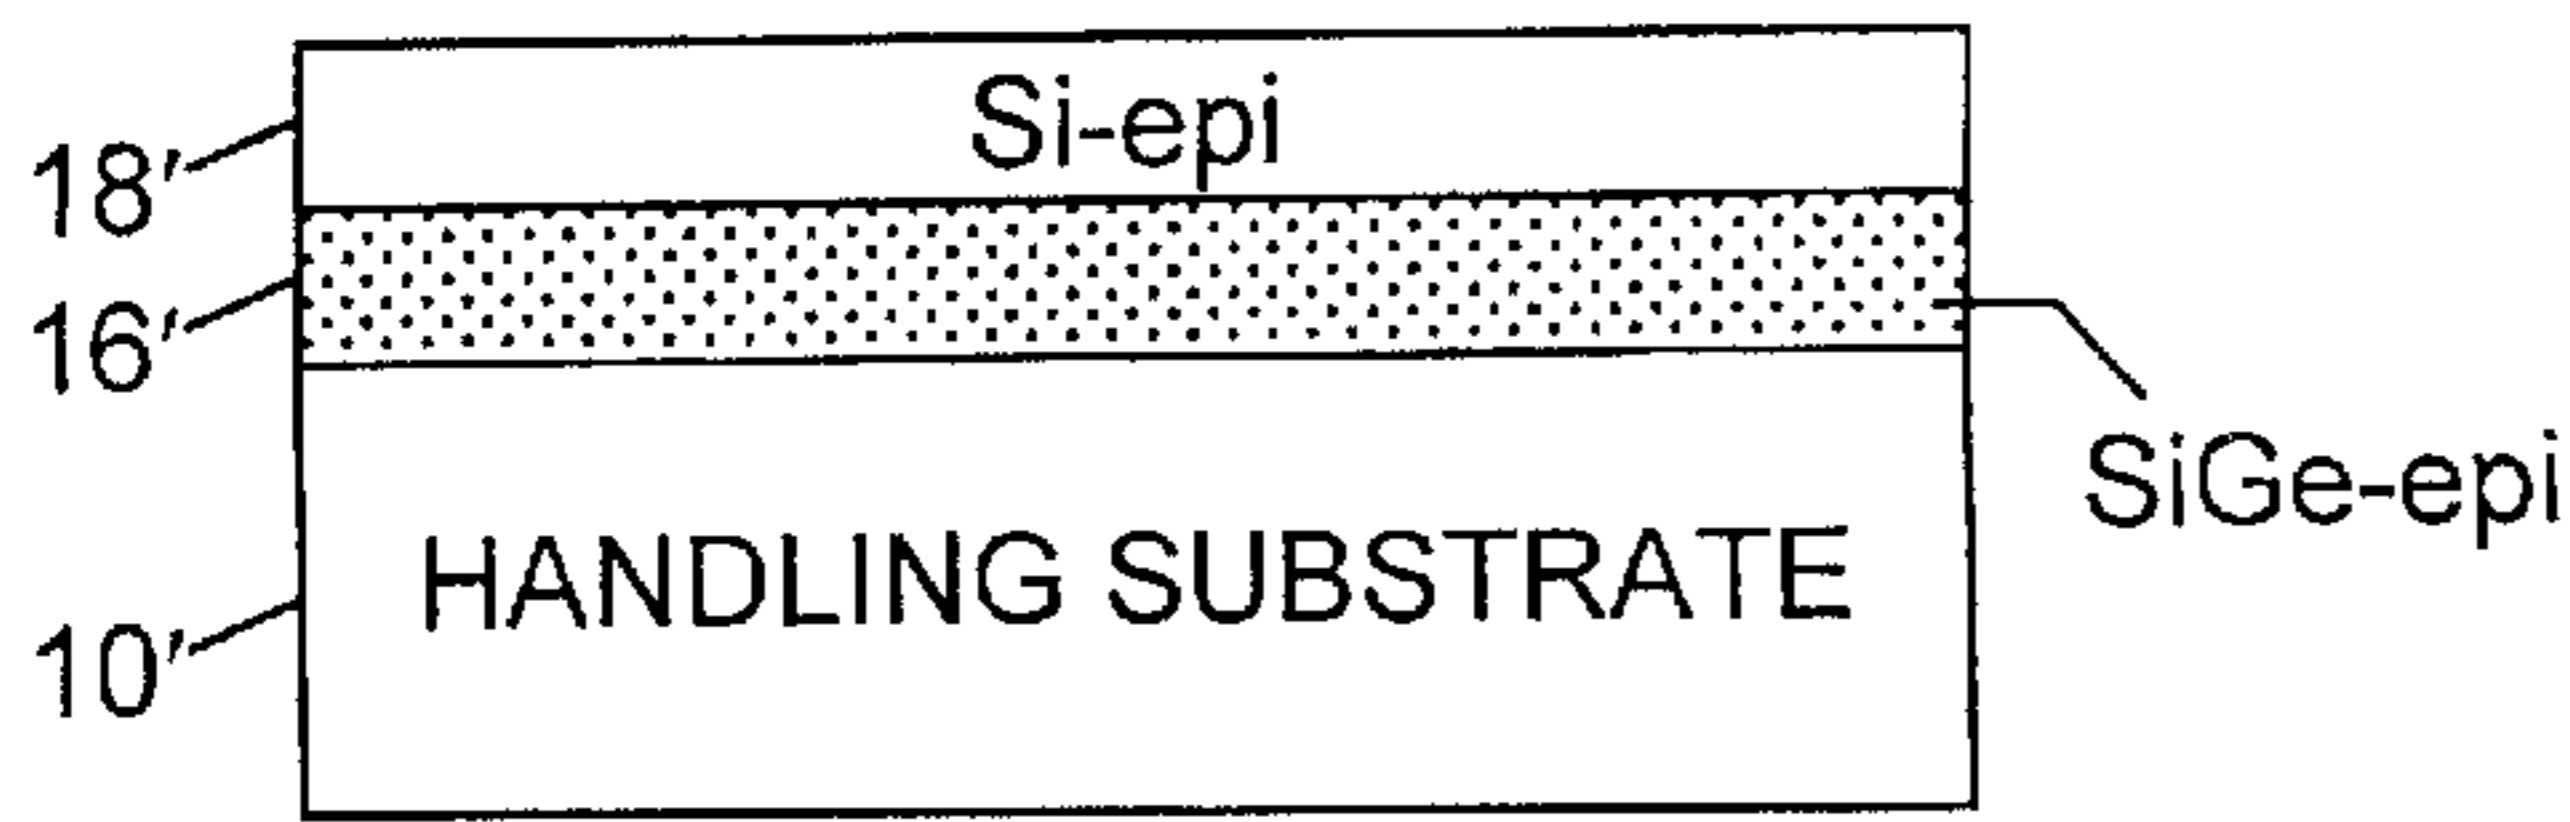 Si-epi
18'
16'
SiGe-epi
HANDLING SUBSTRATE
10'